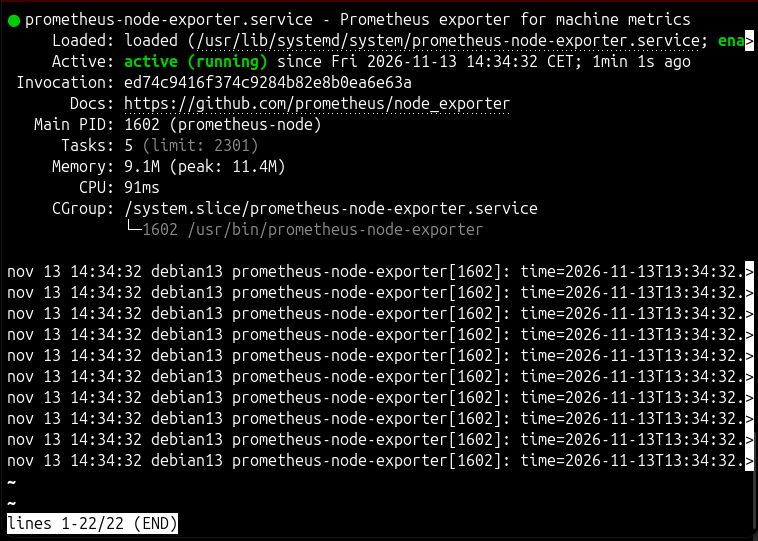 ● prometheus-node-exporter.service - Prometheus exporter for machine metrics
     Loaded: loaded (/usr/lib/systemd/system/prometheus-node-exporter.service; ena>
     Active: active (running) since Fri 2026-11-13 14:34:32 CET; 1min 1s ago
 Invocation: ed74c9416f374c9284b82e8b0ea6e63a
       Docs: https://github.com/prometheus/node_exporter
   Main PID: 1602 (prometheus-node)
      Tasks: 5 (limit: 2301)
     Memory: 9.1M (peak: 11.4M)
        CPU: 91ms
     CGroup: /system.slice/prometheus-node-exporter.service
             └─1602 /usr/bin/prometheus-node-exporter

nov 13 14:34:32 debian13 prometheus-node-exporter[1602]: time=2026-11-13T13:34:32.>
nov 13 14:34:32 debian13 prometheus-node-exporter[1602]: time=2026-11-13T13:34:32.>
nov 13 14:34:32 debian13 prometheus-node-exporter[1602]: time=2026-11-13T13:34:32.>
nov 13 14:34:32 debian13 prometheus-node-exporter[1602]: time=2026-11-13T13:34:32.>
nov 13 14:34:32 debian13 prometheus-node-exporter[1602]: time=2026-11-13T13:34:32.>
nov 13 14:34:32 debian13 prometheus-node-exporter[1602]: time=2026-11-13T13:34:32.>
nov 13 14:34:32 debian13 prometheus-node-exporter[1602]: time=2026-11-13T13:34:32.>
nov 13 14:34:32 debian13 prometheus-node-exporter[1602]: time=2026-11-13T13:34:32.>
nov 13 14:34:32 debian13 prometheus-node-exporter[1602]: time=2026-11-13T13:34:32.>
nov 13 14:34:32 debian13 prometheus-node-exporter[1602]: time=2026-11-13T13:34:32.>
~
~
lines 1-22/22 (END)